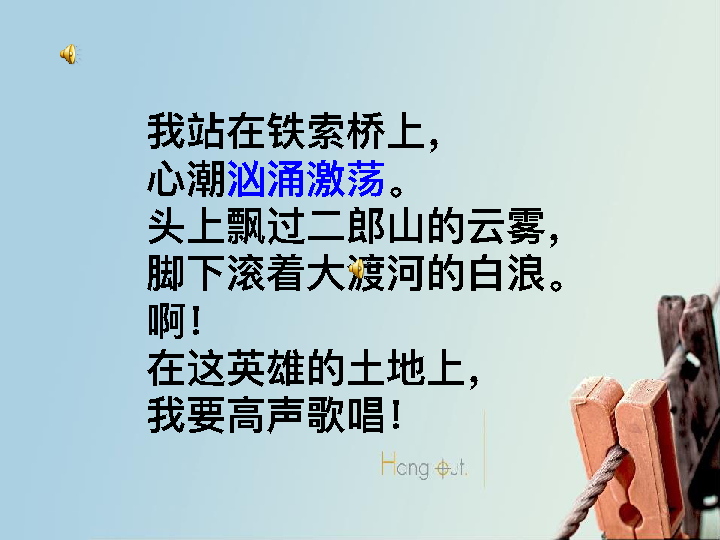 我站在铁索桥上，
心潮汹涌激荡。
头上飘过二郎山的云雾，
脚下滚着大渡河的白浪。
啊！
在这英雄的土地上，
我要高声歌唱！
Hang out.